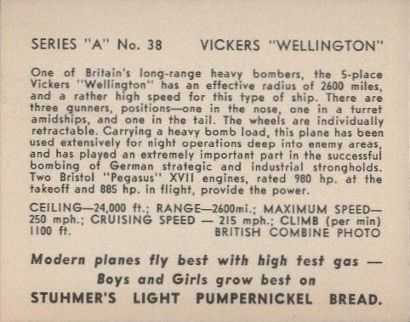 SERIES "A" No. 38 VICKERS "WELLINGTON"
One of Britain's long-range heavy bombers, the 5-place
Vickers "Wellington" has an effective radius of 2600 miles,
and a rather high speed for this type of ship. There are
three gunners, positions—one in the nose, one in a turret
amidships, and one in the tail. The wheels are individually
retractable. Carrying a heavy bomb load, this plane has been
used extensively for night operations deep into enemy areas,
and has played an extremely important part in the successful
bombing of German strategic and industrial strongholds.
Two Bristol "Pegasus" XVII engines, rated 980 hp. at the
takeoff and 885 hp. in flight, provide the power.
CEILING—24,000 ft.; RANGE—2600mi.; MAXIMUM SPEED—
250 mph.; CRUISING SPEED — 215 mph.; CL!MB (per min)
1100 ft. BRITISH COMBINE PHOTO
Modern planes fly best with high test gas —
Boys and Girls grow best on
STUHMER'S LIGHT PUMPERNICKEL BREAD.